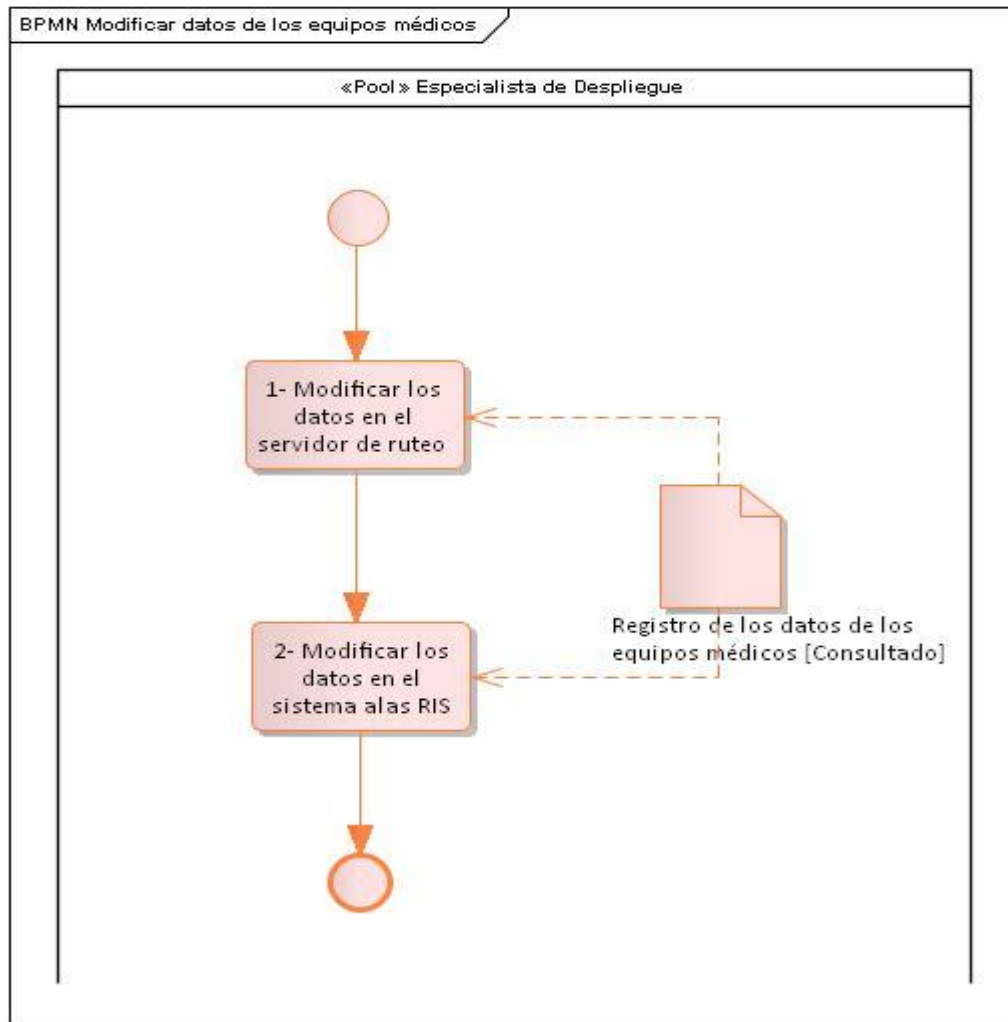 BPMN Modificar datos de los equipos médicos
«Pool» Especialista de Despliegue
1- Modificar los
datos en el
servidor de ruteo
Registro de los datos de los
equipos médicos [Consultado]
2- Modificar los
datos en el
sistema alas RIS